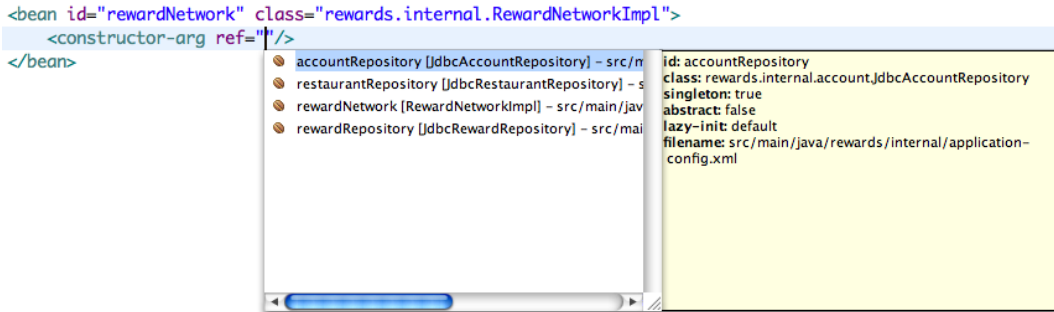 <bean id="rewardNetwork" class="rewards.internal.RewardNetworkImpl">
<constructor-arg ref=""/>
</bean>
accountRepository [JdbcAccountRepository] – src/m
restaurantRepository [JdbcRestaurantRepository] – s
rewardNetwork [RewardNetworkImpl] – src/main/jav
rewardRepository [JdbcRewardRepository] – src/mai
id: accountRepository
class: rewards.internal.account.JdbcAccountRepository
singleton: true
abstract: false
lazy-init: default
filename: src/main/java/rewards/internal/application-
config.xml